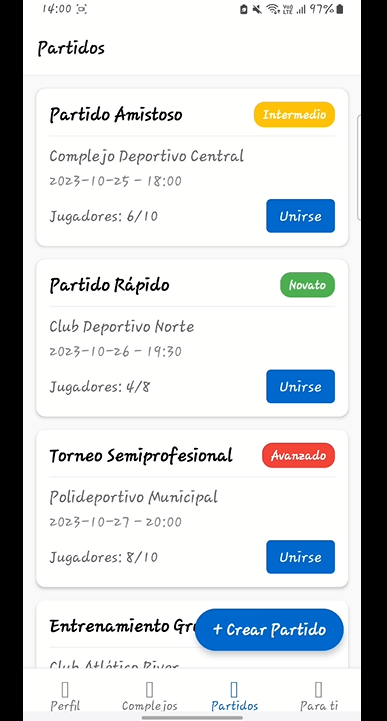 14:00 97%
Partidos
Partido Amistoso Intermedio
Complejo Deportivo Central
2023-10-25 - 18:00
Jugadores: 6/10 Unirse
Partido Rápido Novato
Club Deportivo Norte
2023-10-26 - 19:30
Jugadores: 4/8 Unirse
Torneo Semiprofesional Avanzado
Polideportivo Municipal
2023-10-27 - 20:00
Jugadores: 8/10 Unirse
Entrenamiento Gr
+ Crear Partido
Club Atlético River
Perfil Complejos Partidos Para ti